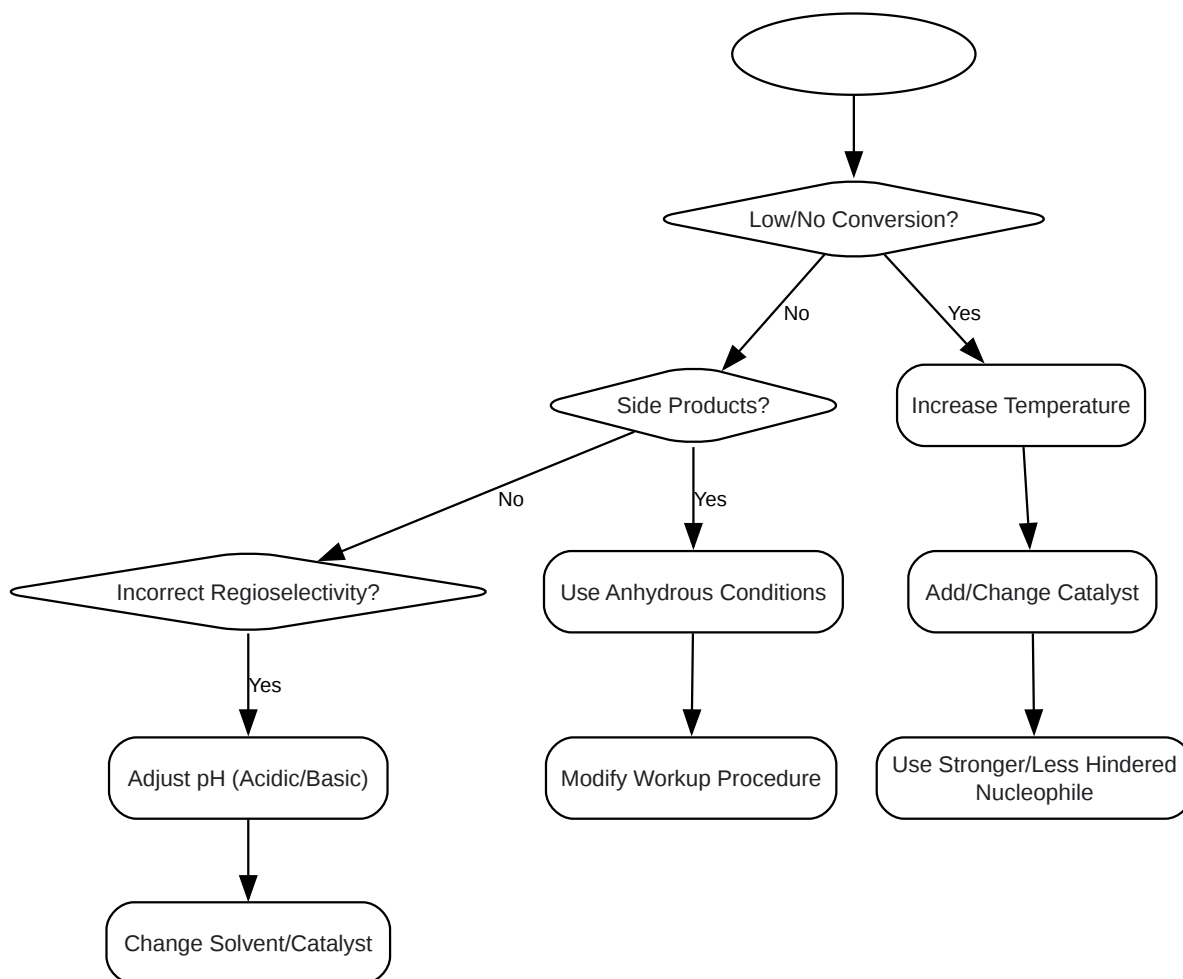 Low/No Conversion?
No
Yes
Side Products?
Increase Temperature
No
Yes
Incorrect Regioselectivity?
Use Anhydrous Conditions
Add/Change Catalyst
Yes
Adjust pH (Acidic/Basic)
Modify Workup Procedure
Use Stronger/Less Hindered
Nucleophile
Change Solvent/Catalyst